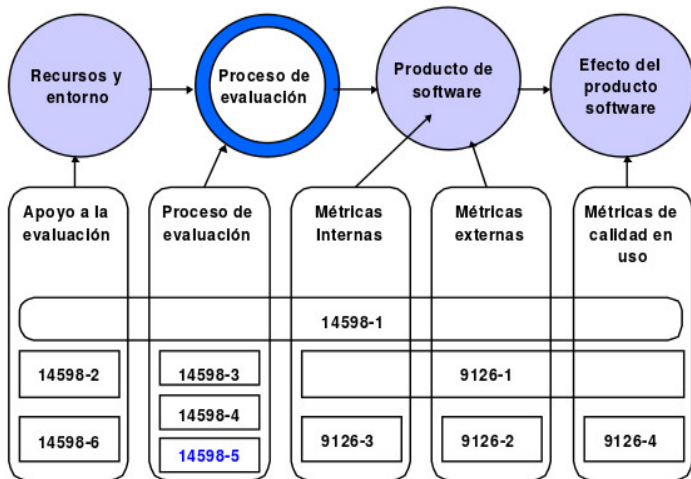 Recursos y
entorno
Proceso de
evaluación
Producto de
software
Efecto del
producto
software
Apoyo a la
evaluación
Proceso de
evaluación
Métricas
Internas
Métricas
externas
Métricas de
calidad en
uso
14598-1
14598-2
14598-3
9126-1
14598-4
14598-6
14598-5
9126-3
9126-2
9126-4